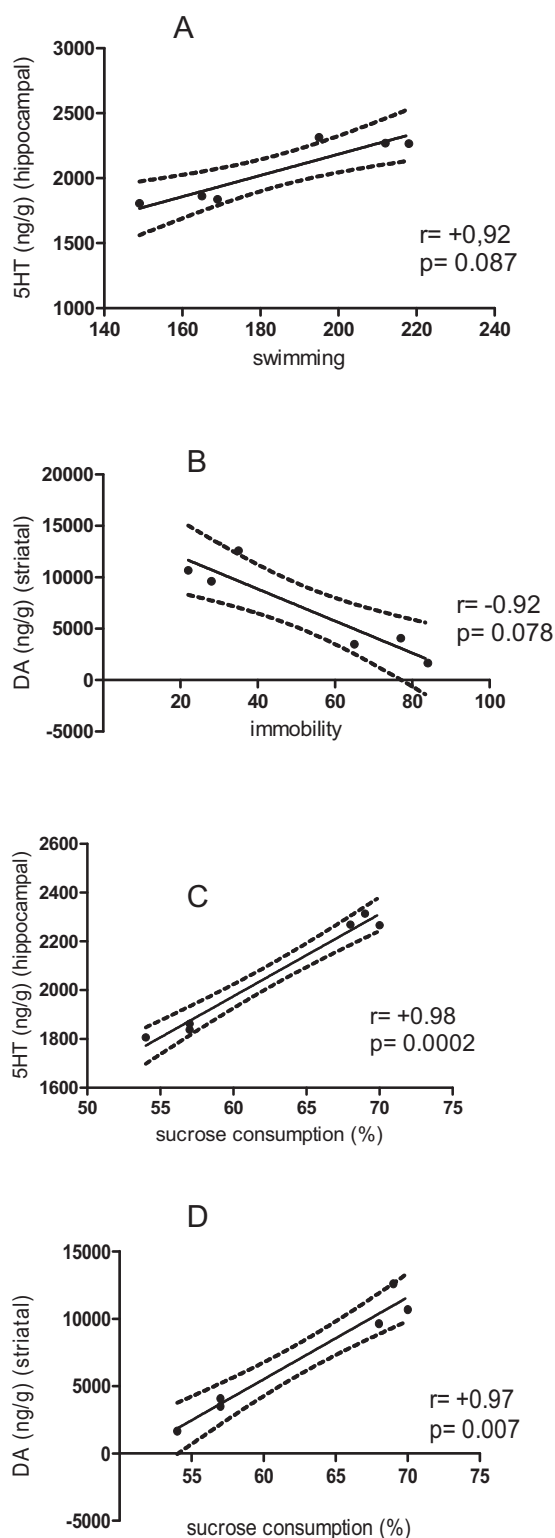 A
3000
2500
2000
1500
1000
140 160 180 200 220 240
5HT (ng/g) (hippocampal)
swimming
r= +0,92
p= 0.087
B
20000
15000
10000
5000
0
-5000
20 40 60 80 100
DA (ng/g) (striatal)
immobility
r= -0.92
p= 0.078
C
2600
2400
2200
2000
1800
1600
50 55 60 65 70 75
5HT (ng/g) (hippocampal)
sucrose consumption (%)
r= +0.98
p= 0.0002
D
15000
10000
5000
0
-5000
55 60 65 70 75
DA (ng/g) (striatal)
sucrose consumption (%)
r= +0.97
p= 0.007